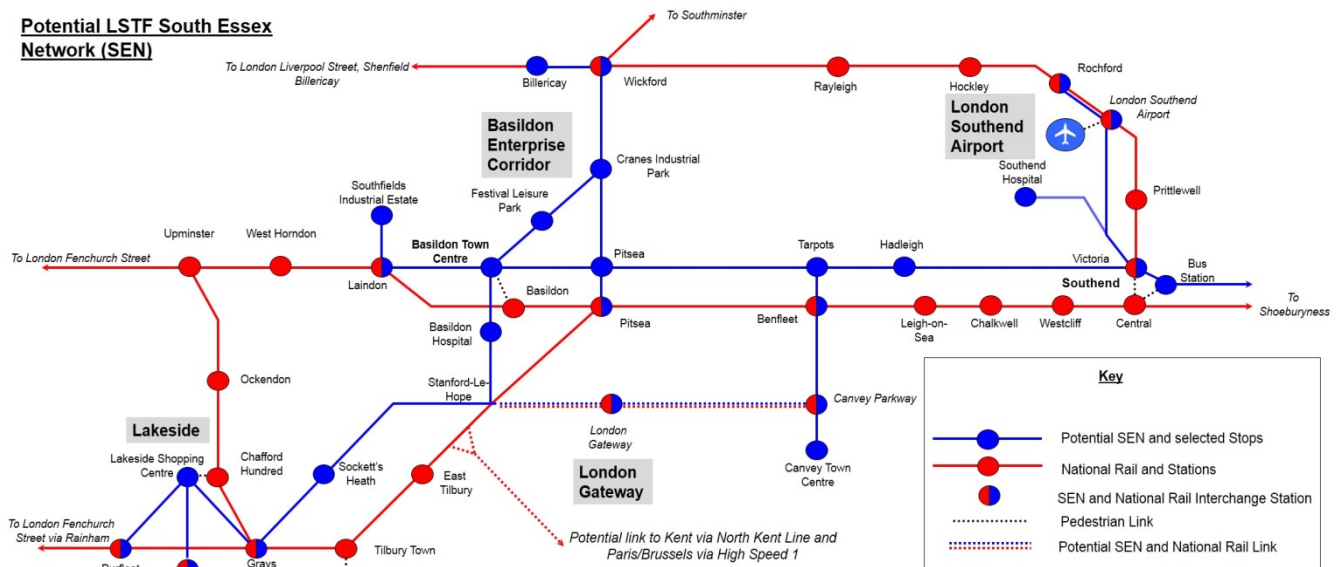 Potential LSTF South Essex
Network (SEN)
To Southminster
To London Liverpool Street, Shenfield
Billericay
Billericay
Wickford
Rayleigh
Hockley
Rochford
London Southend
Airport
London
Southend
Airport
Basildon
Enterprise
Corridor
Cranes Industrial
Park
Southend
Hospital
Southfields
Industrial Estate
Festival Leisure
Park
Prittlewell
Upminster
West Horndon
Basildon Town
Centre
Pitsea
Tarpots
Hadleigh
Victoria
Bus
Station
To London Fenchurch Street
Laindon
Basildon
Southend
Pitsea
Benfleet
Leigh-on-
Sea
Chalkwell
Westcliff
Central
To
Shoeburyness
Basildon
Hospital
Ockendon
Stanford-Le-
Hope
London
Gateway
Canvey Parkway
Lakeside
Lakeside Shopping
Centre
Chafford
Hundred
Sockett's
Heath
East
Tilbury
London
Gateway
Canvey Town
Centre
To London Fenchurch
Street via Rainham
Grays
Tilbury Town
Potential link to Kent via North Kent Line and
Paris/Brussels via High Speed 1
Key
Potential SEN and selected Stops
National Rail and Stations
SEN and National Rail Interchange Station
Pedestrian Link
Potential SEN and National Rail Link